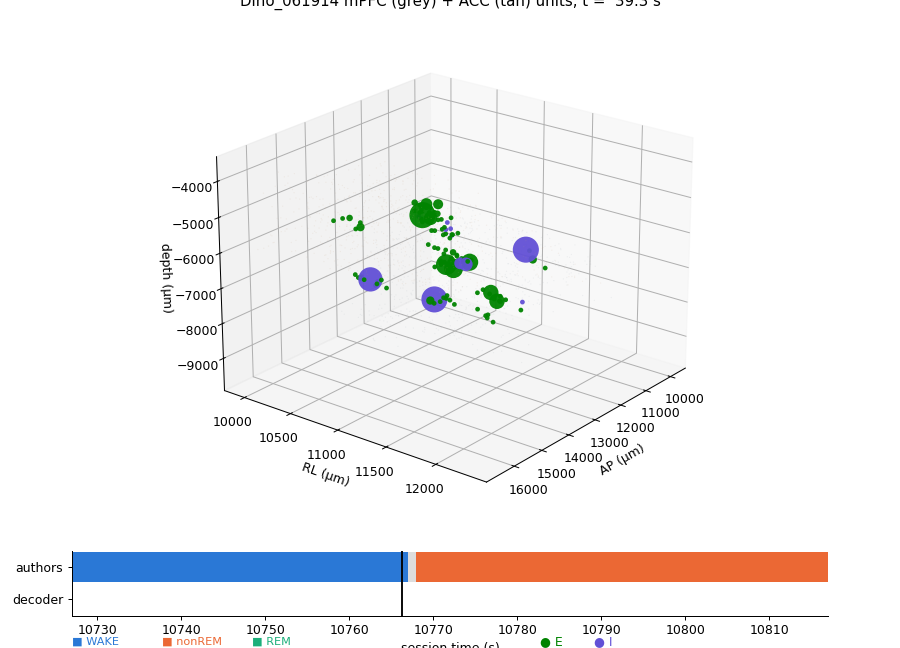 Dino_061914 mPFC (grey) + ACC (tan) units, t = 39.3 s
−4000
−5000
−6000
−7000
−8000
−9000
depth (μm)
10000
10500
11000
11500
12000
RL (μm)
10000
11000
12000
13000
14000
15000
16000
AP (μm)
authors
decoder
10730 10740 10750 10760 10770 10780 10790 10800 10810
session time (s)
WAKE nonREM REM E I